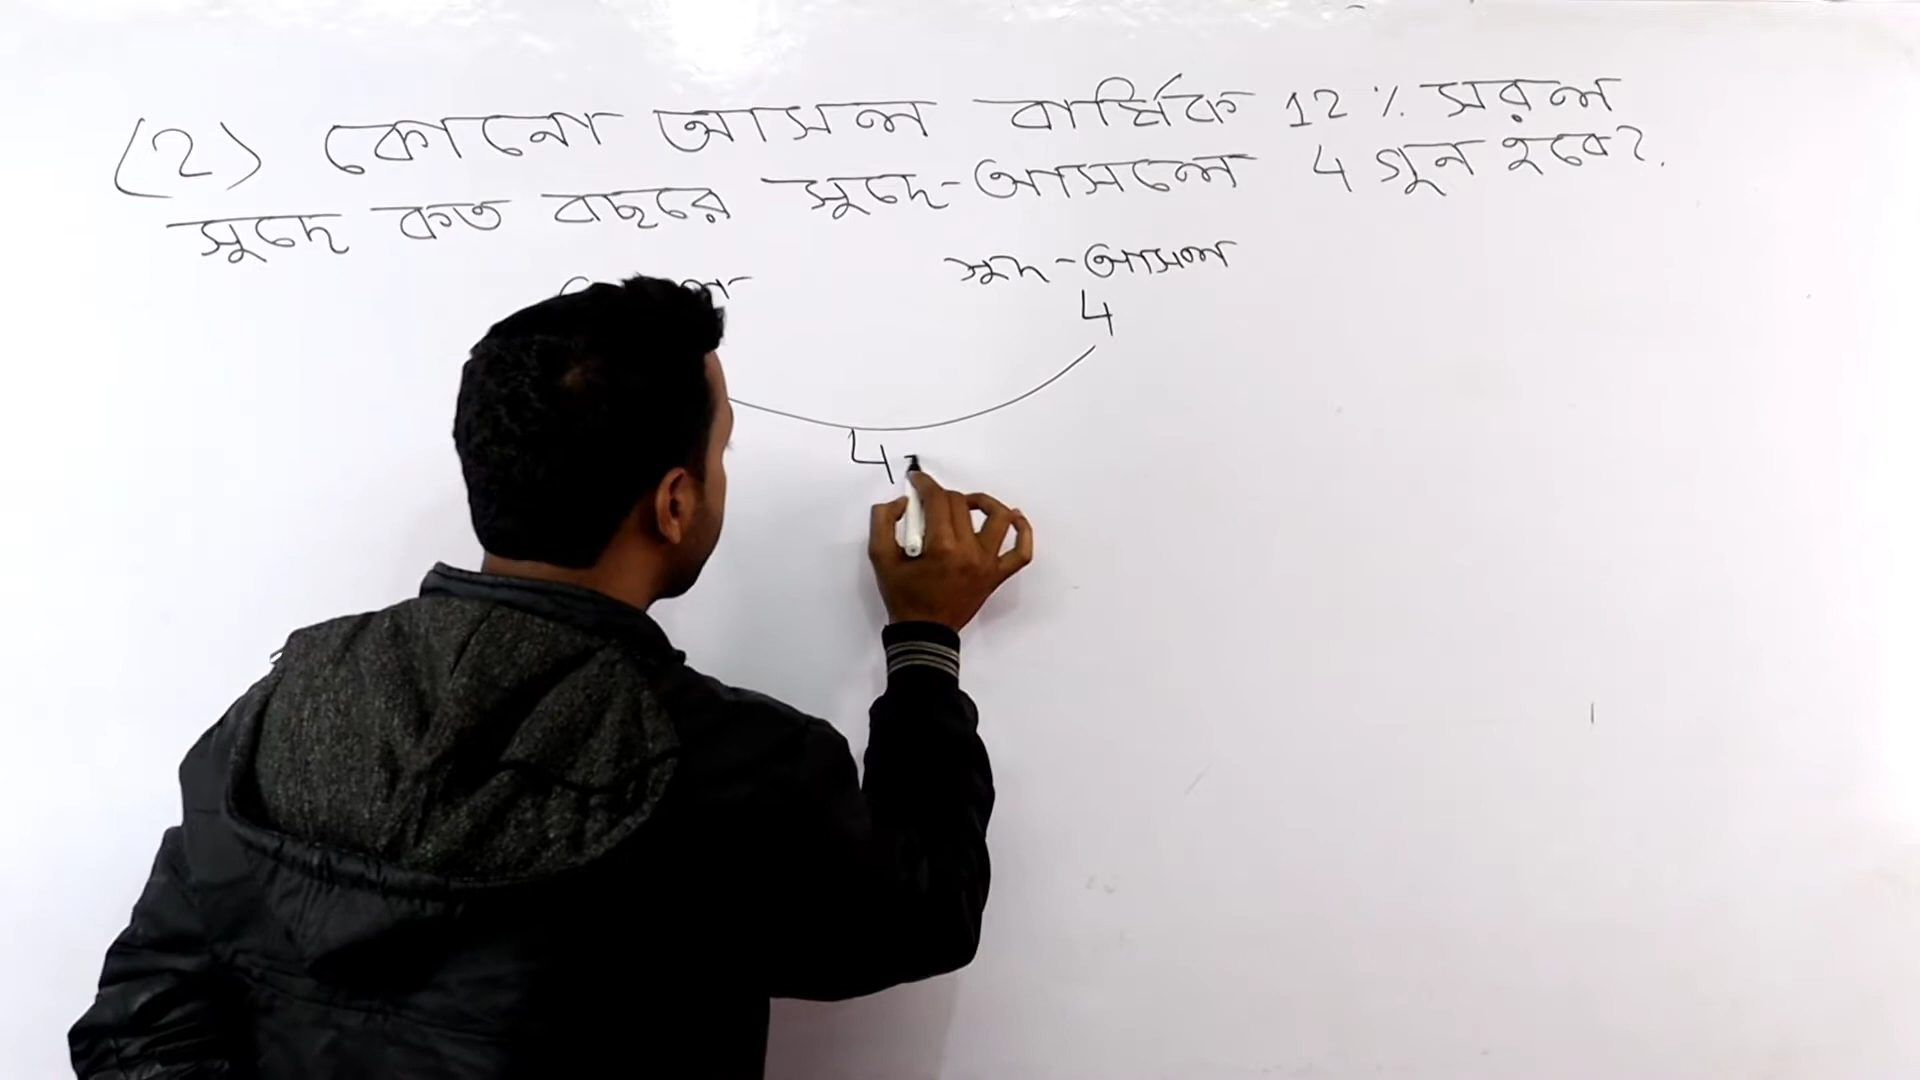 (2) কোনো আসল বার্ষিক 12% সরল
সুদে কত বছরে সুদে-আসলে 4 গুন হবে?
সুদ-আসল
4
4-